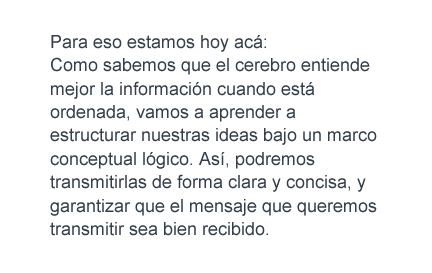 Para eso estamos hoy acá:
Como sabemos que el cerebro entiende
mejor la información cuando está
ordenada, vamos a aprender a
estructurar nuestras ideas bajo un marco
conceptual lógico. Así, podremos
transmitirlas de forma clara y concisa, y
garantizar que el mensaje que queremos
transmitir sea bien recibido.